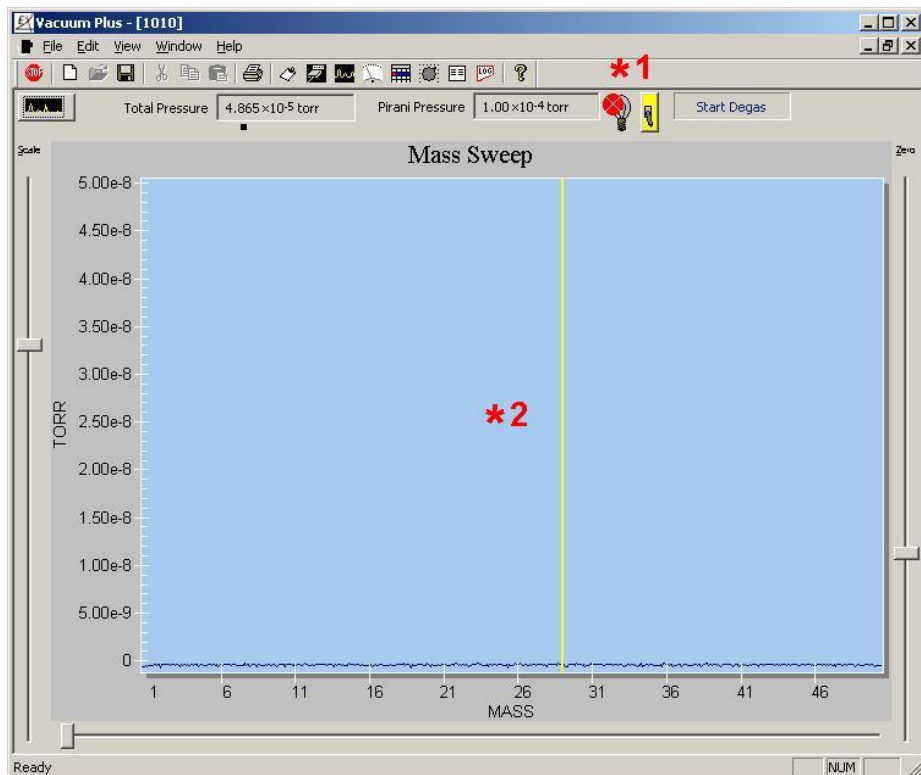 Vacuum Plus - [1010]
File Edit View Window Help
STOP LOG ?
*1
Total Pressure 4.865×10-5 torr Pirani Pressure 1.00×10-4 torr Start Degas
Scale Zero
Mass Sweep
5.00e-8
4.50e-8
4.00e-8
3.50e-8
3.00e-8
2.50e-8
2.00e-8
1.50e-8
1.00e-8
5.00e-9
0
TORR
*2
1 6 11 16 21 26 31 36 41 46
MASS
Ready NUM